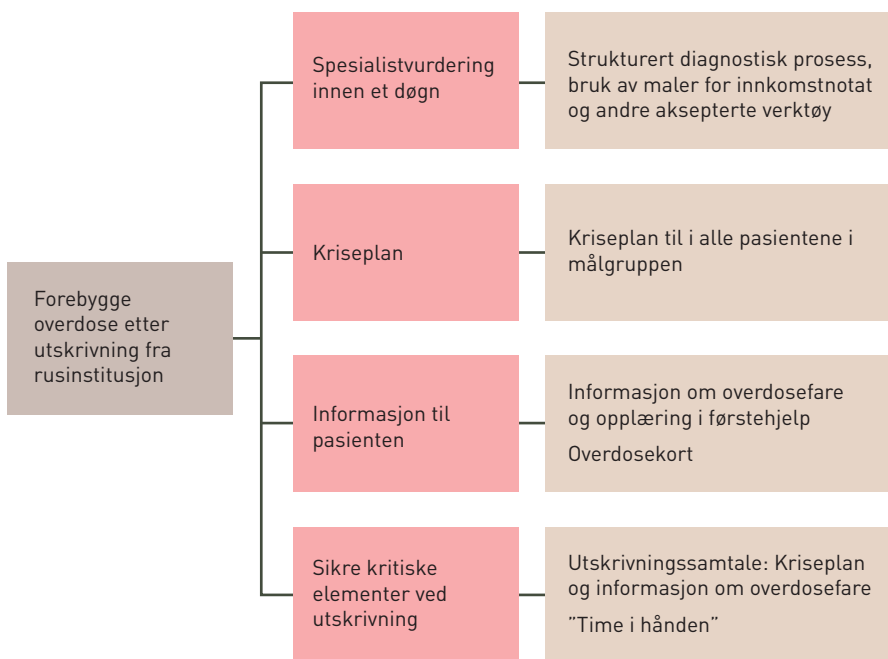 Forebygge
overdose etter
utskrivning fra
rusinstitusjon
Spesialistvurdering
innen et døgn
Strukturert diagnostisk prosess,
bruk av maler for innkomstnotat
og andre aksepterte verktøy
Kriseplan
Kriseplan til i alle pasientene i
målgruppen
Informasjon til
pasienten
Informasjon om overdosefare
og opplæring i førstehjelp
Overdosekort
Sikre kritiske
elementer ved
utskrivning
Utskrivningssamtale: Kriseplan
og informasjon om overdosefare
”Time i hånden”